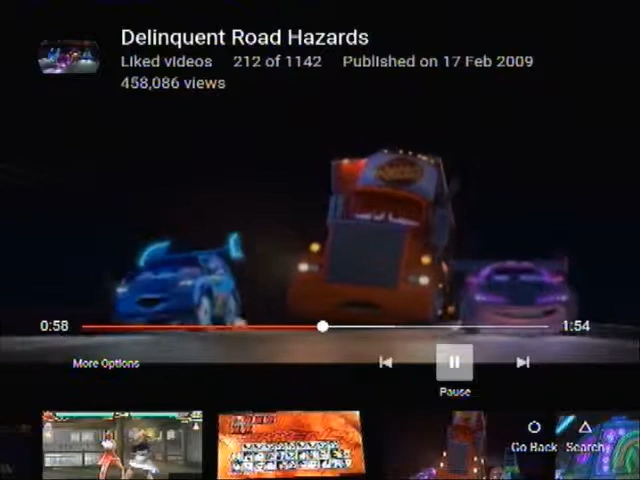 Delinquent Road Hazards
Liked videos 212 of 1142 Published on 17 Feb 2009
458,086 views
0:58 1:54
More Options
Pause
Go Back Search